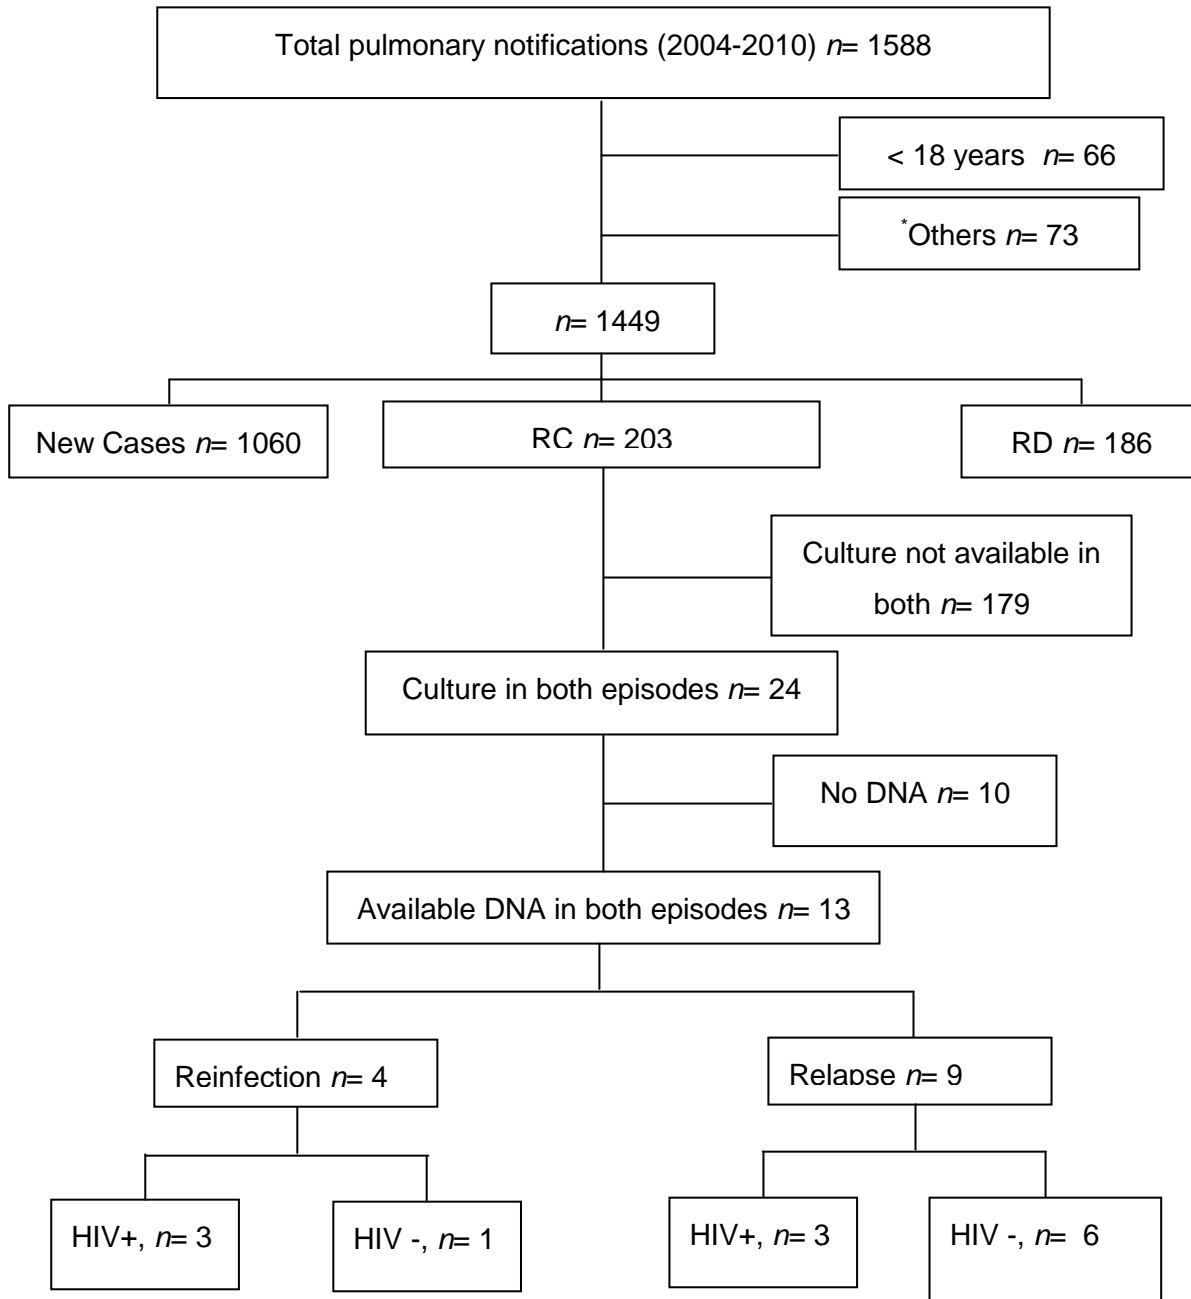 Total pulmonary notifications (2004-2010) n= 1588
< 18 years n= 66
*Others n= 73
n= 1449
New Cases n= 1060
RC n= 203
RD n= 186
Culture not available in
both n= 179
Culture in both episodes n= 24
No DNA n= 10
Available DNA in both episodes n= 13
Reinfection n= 4
Relapse n= 9
HIV+, n= 3
HIV -, n= 1
HIV+, n= 3
HIV -, n= 6